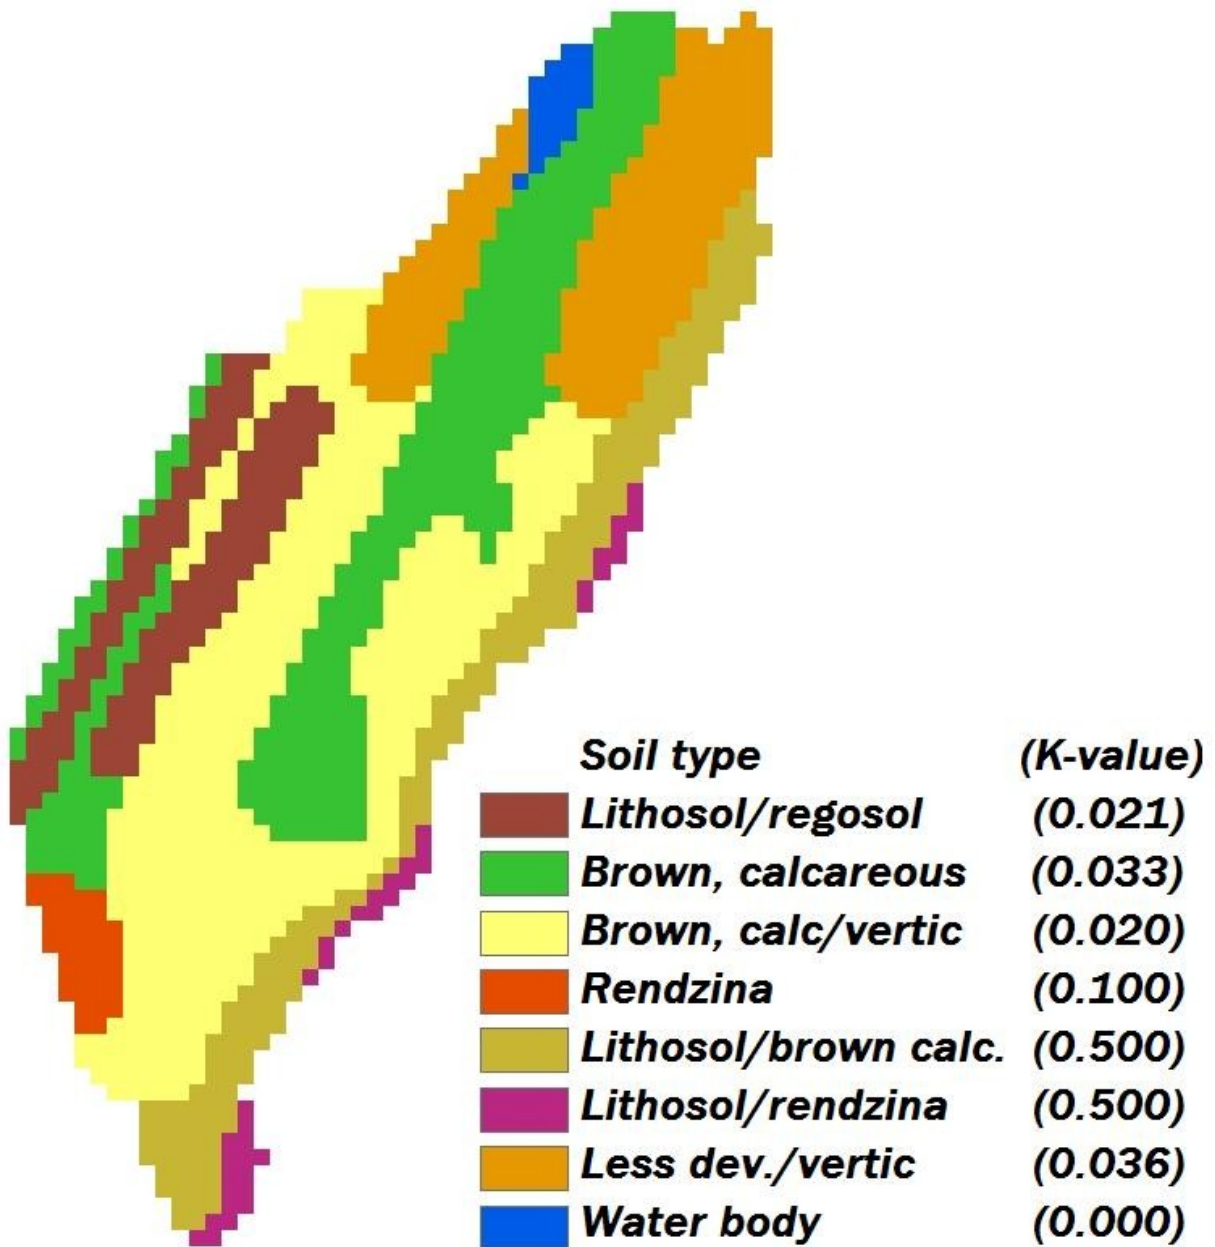 Soil type (K-value)
Lithosol/regosol (0.021)
Brown, calcareous (0.033)
Brown, calc/vertic (0.020)
Rendzina (0.100)
Lithosol/brown calc. (0.500)
Lithosol/rendzina (0.500)
Less dev./vertic (0.036)
Water body (0.000)